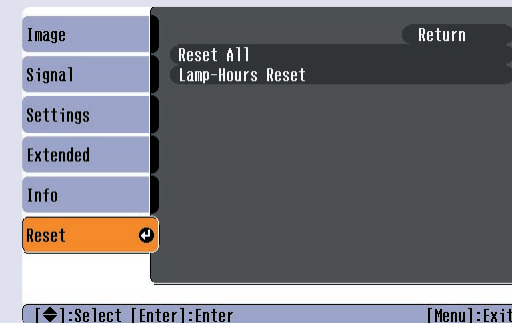 Image
Signal
Settings
Extended
Info
Reset
Return
Reset All
Lamp-Hours Reset
[◆]:Select [Enter]:Enter
[Menu]:Exit